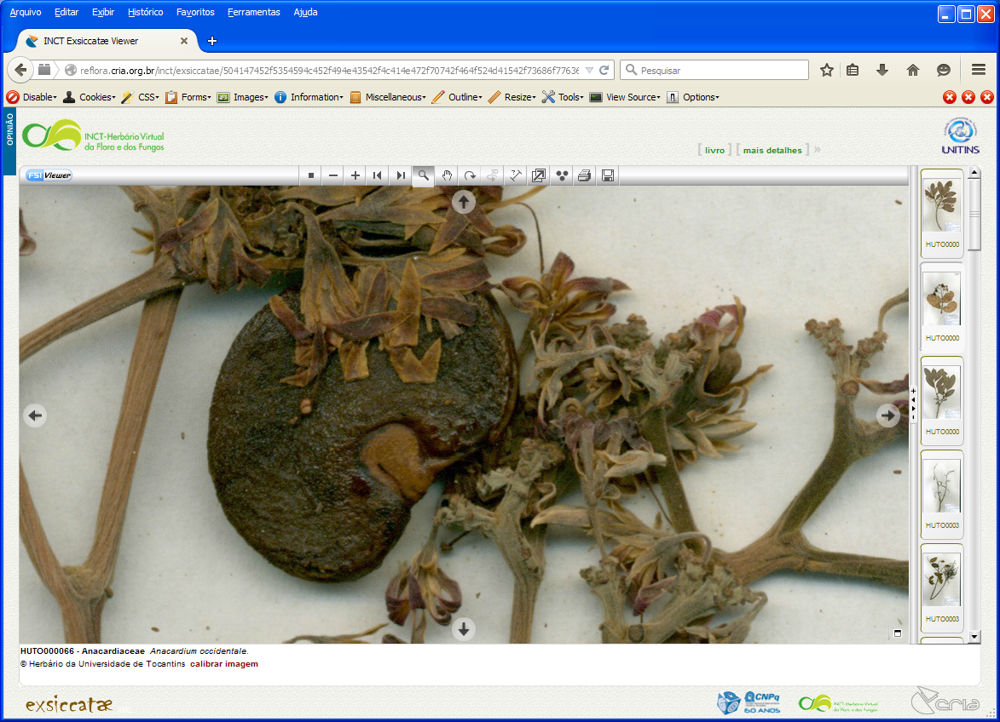 Arquivo Editar Exibir Histórico Favoritos Ferramentas Ajuda
INCT Exsiccatæ Viewer
reflora.cria.org.br/inct/exsiccatae/504147452f5354594c452f494e43542f4c414e472f70742f464f524d41542f73686f77636
Pesquisar
Disable Cookies CSS Forms Images Information Miscellaneous Outline Resize Tools View Source Options
OPINIÃO
INCT-Herbário Virtual
da Flora e dos Fungos
[ livro ] [ mais detalhes ] »
UNITINS
FSI Viewer
3D
HUTO0000
HUTO0000
HUTO0000
HUTO0003
HUTO0003
HUTO000066 - Anacardiaceae Anacardium occidentale.
© Herbário da Universidade de Tocantins calibrar imagem
exsiccatæ
CNPq
60 ANOS
INCT-Herbário Virtual
da Flora e dos Fungos
CRIA